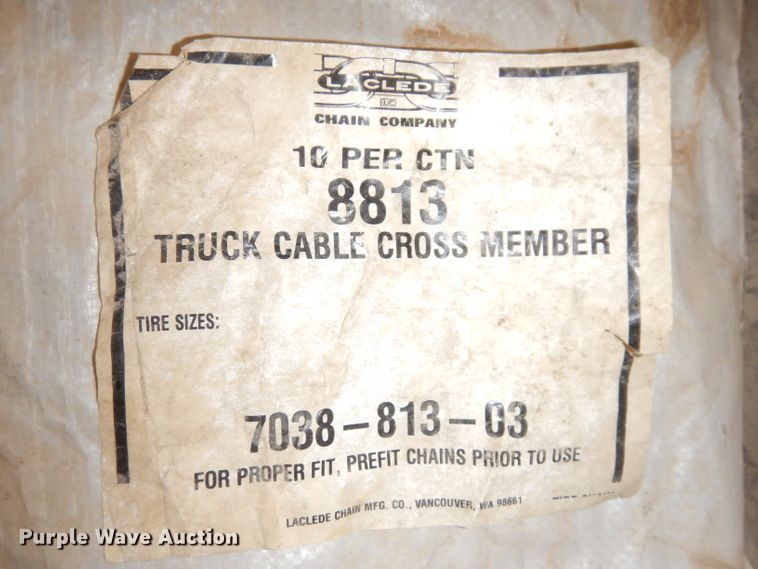 LACLEDE
CHAIN COMPANY
10 PER CTN
8813
TRUCK CABLE CROSS MEMBER
TIRE SIZES:
7038-813-03
FOR PROPER FIT, PREFIT CHAINS PRIOR TO USE
LACLEDE CHAIN MFG. CO., VANCOUVER, WA 98661
Purple Wave Auction